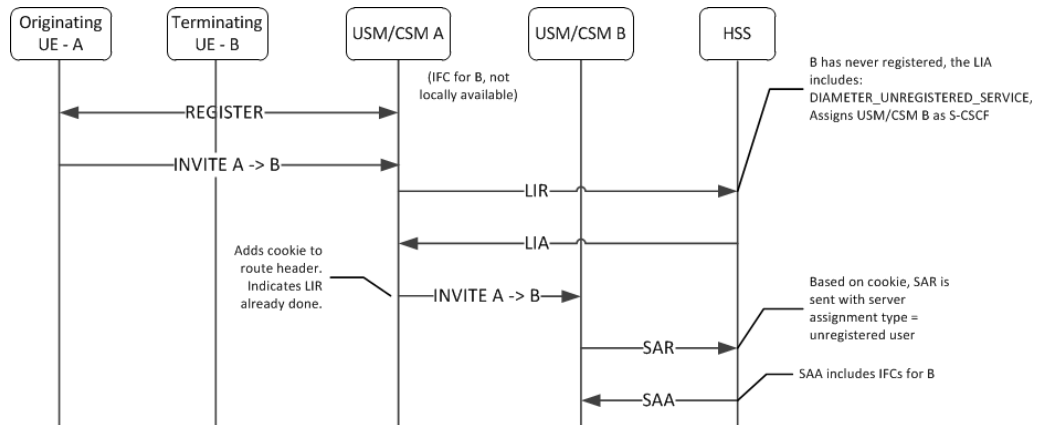 Originating
UE - A
Terminating
UE - B
USM/CSM A
USM/CSM B
HSS
(IFC for B, not
locally available)
B has never registered, the LIA
includes:
DIAMETER_UNREGISTERED_SERVICE,
Assigns USM/CSM B as S-CSCF
REGISTER
INVITE A -> B
LIR
LIA
Adds cookie to
route header.
Indicates LIR
already done.
INVITE A -> B
Based on cookie, SAR is
sent with server
assignment type =
unregistered user
SAR
SAA includes IFCs for B
SAA